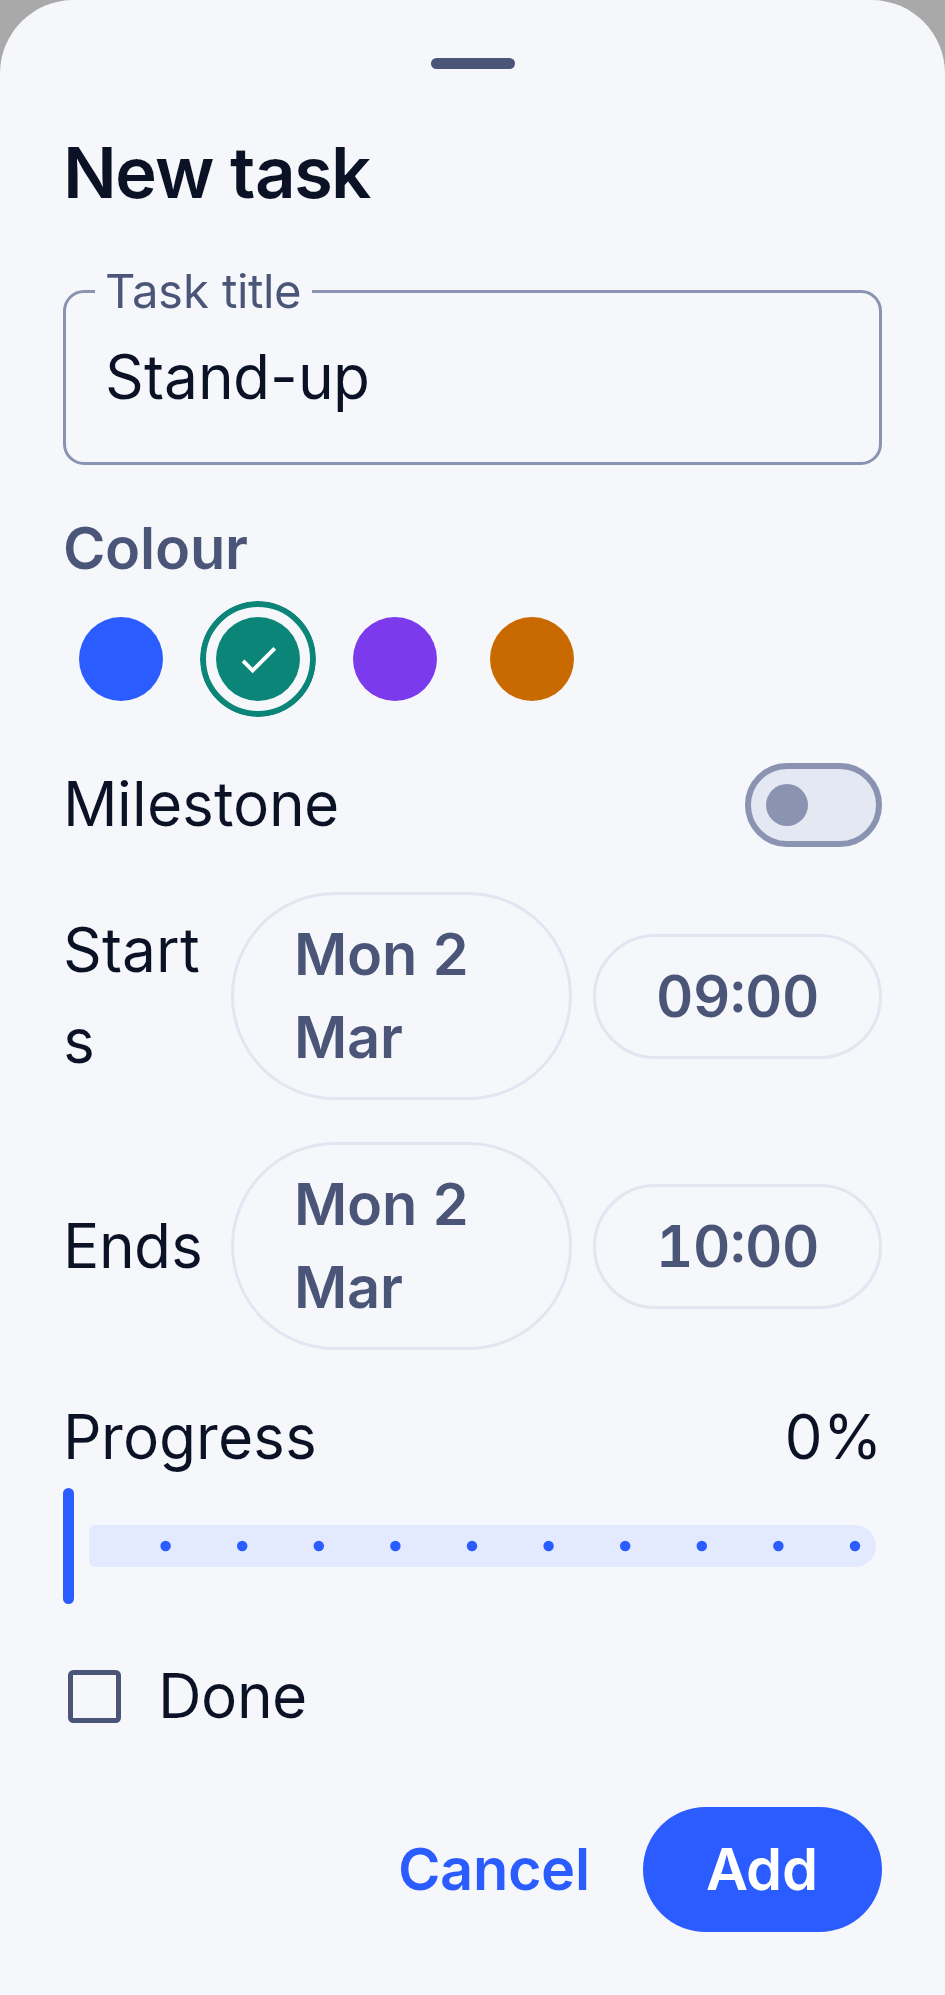 New task
Task title
Stand-up
Colour
Milestone
Start
s
Mon 2
Mar
09:00
Ends
Mon 2
Mar
10:00
Progress 0%
Done
Cancel Add